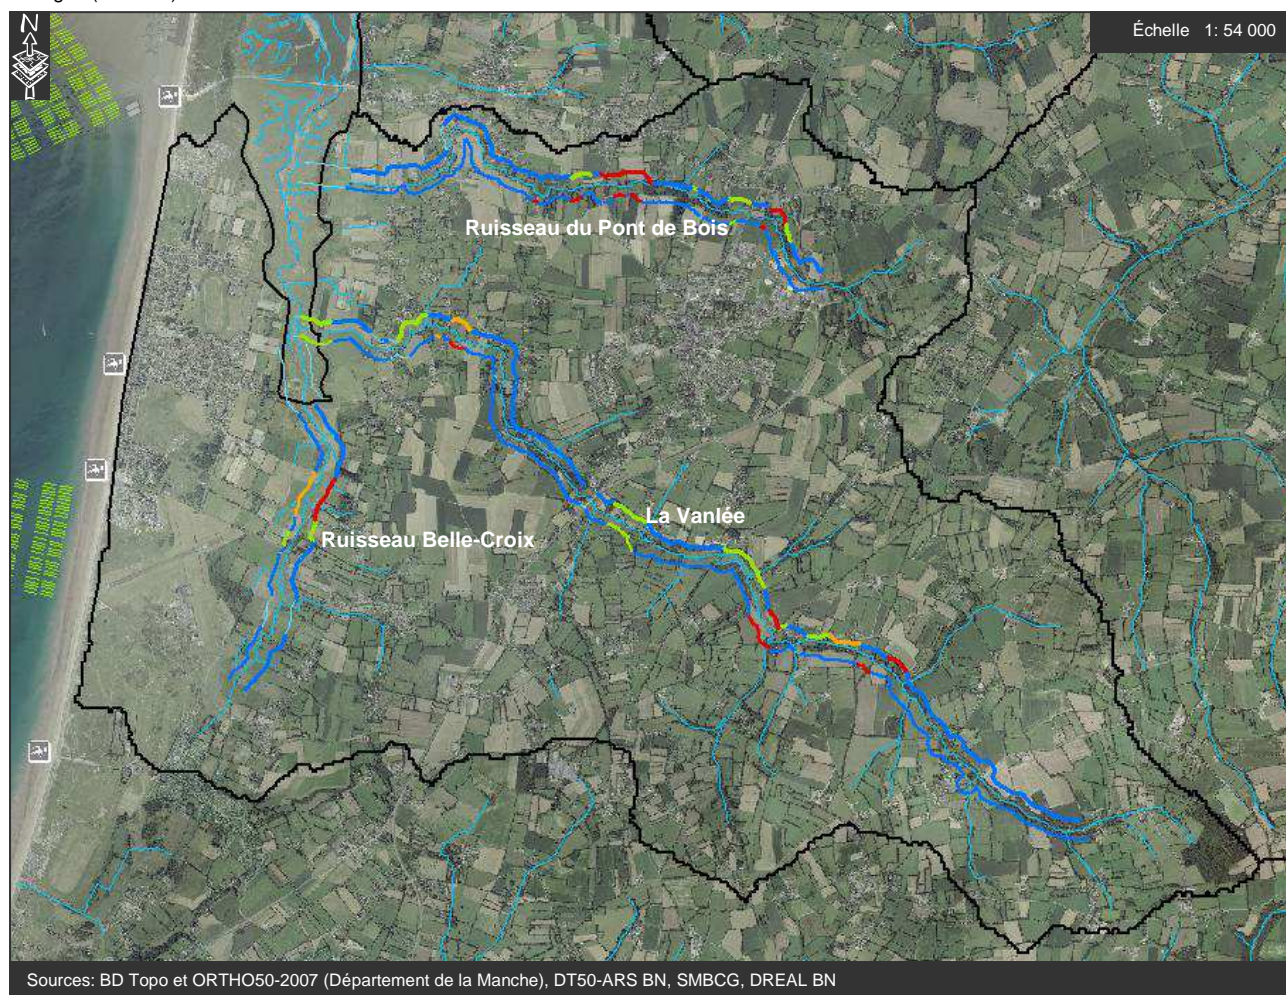 N
Échelle 1: 54 000
Ruisseau du Pont de Bois
La Vanlée
Ruisseau Belle-Croix
Sources: BD Topo et ORTHO50-2007 (Département de la Manche), DT50-ARS BN, SMBCG, DREAL BN